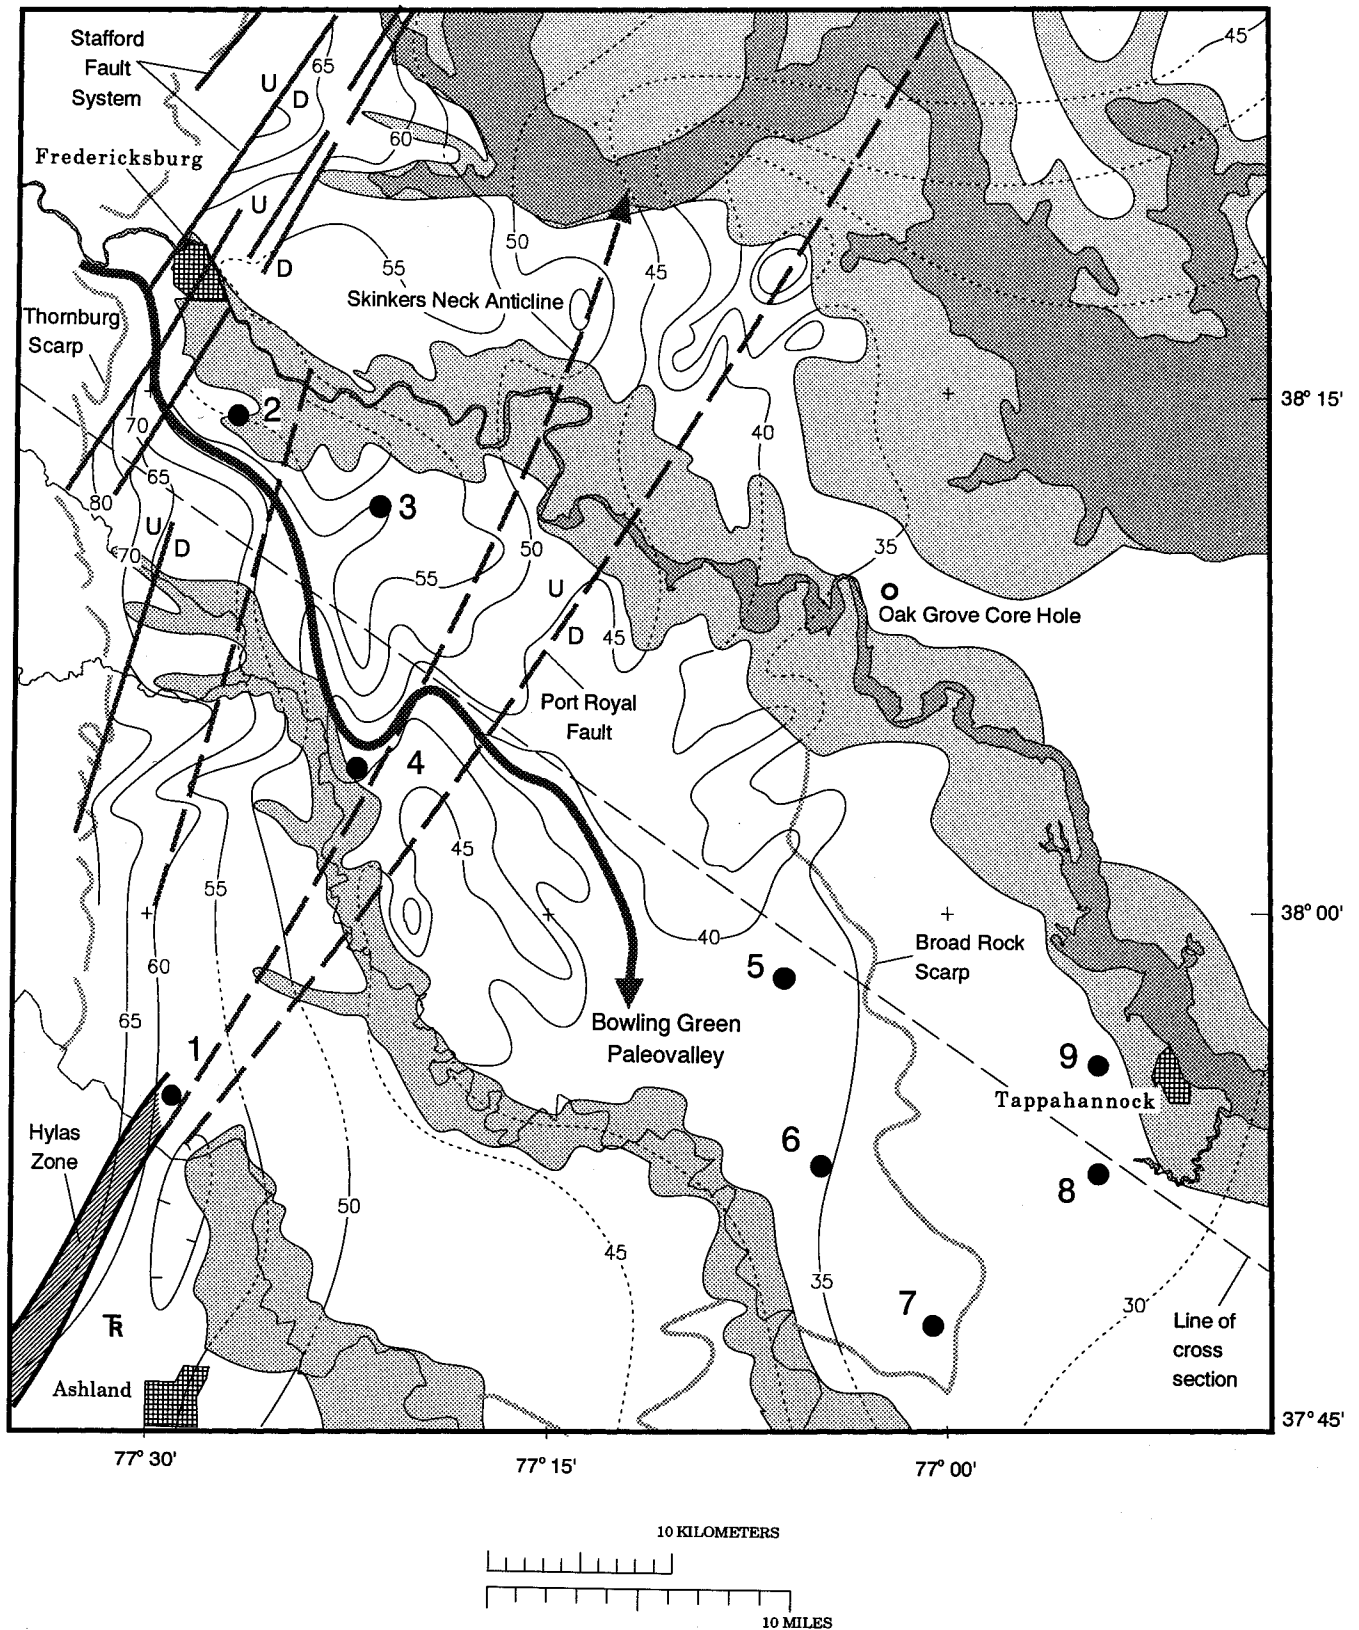 Stafford
Fault
System
65
45
U
D
60
Fredericksburg
U
50
D
55
45
Skinkers Neck Anticline
Thornburg
Scarp
38° 15'
2
70
40
65
3
80
U
D
50
35
70
55
U
Oak Grove Core Hole
D
45
Port Royal
Fault
4
45
55
38° 00'
40
Broad Rock
Scarp
60
5
65
Bowling Green
Paleovalley
1
9
Tappahannock
Hylas
Zone
6
8
50
45
35
30
7
Line of
cross
section
TR
Ashland
37° 45'
77° 30'
77° 15'
77° 00'
10 KILOMETERS
10 MILES